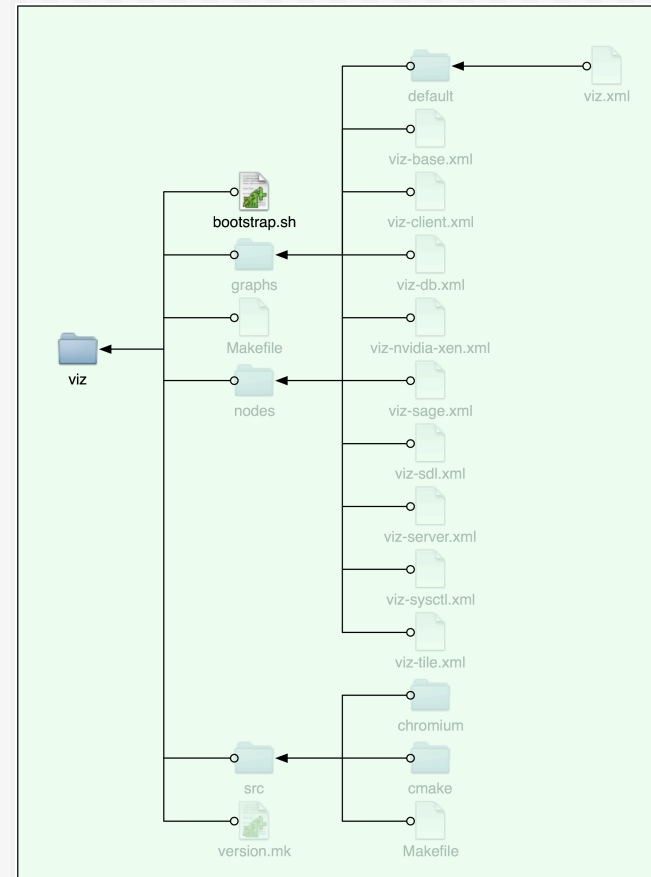 default
viz.xml
viz-base.xml
bootstrap.sh
viz-client.xml
graphs
viz-db.xml
Makefile
viz-nvidia-xen.xml
viz
nodes
viz-sage.xml
viz-sdl.xml
viz-server.xml
viz-sysctl.xml
viz-tile.xml
chromium
src
cmake
version.mk
Makefile